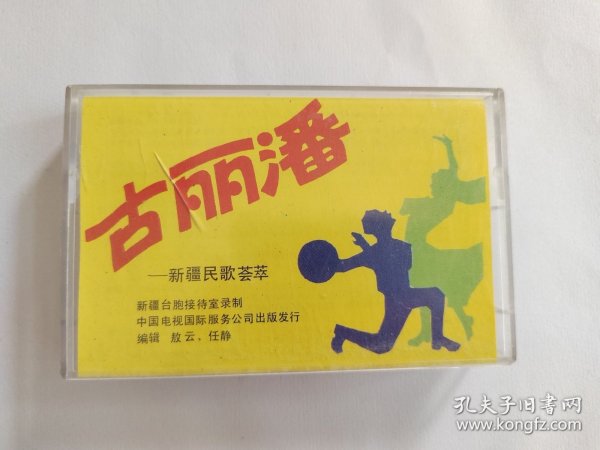 古丽潘
—新疆民歌荟萃
新疆台胞接待室录制
中国电视国际服务公司出版发行
编辑 敖云、任静
孔夫子旧书网
www.kongfz.com